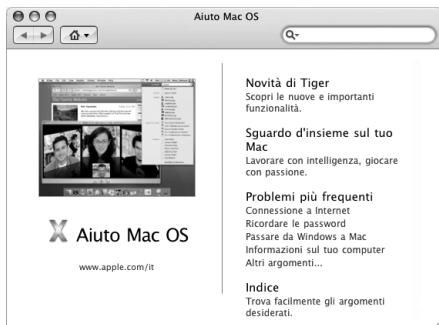 Aiuto Mac OS
Aiuto Mac OS
www.apple.com/it
Novità di Tiger
Scopri le nuove e importanti
funzionalità.
Sguardo d'insieme sul tuo
Mac
Lavorare con intelligenza, giocare
con passione.
Problemi più frequenti
Connessione a Internet
Ricordare le password
Passare da Windows a Mac
Informazioni sul tuo computer
Altri argomenti...
Indice
Trova facilmente gli argomenti
desiderati.